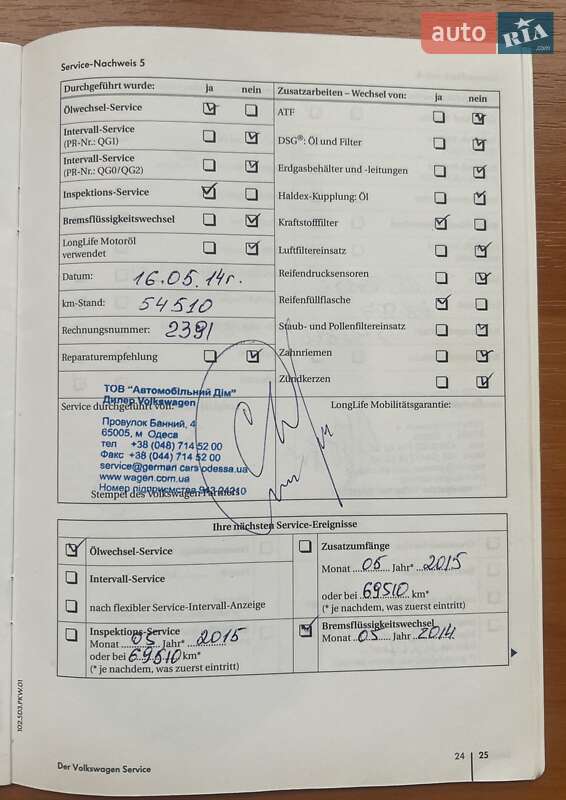 auto RIA.com
Service-Nachweis 5
Durchgeführt wurde: ja nein
Ölwechsel-Service
Intervall-Service
(PR-Nr.: QG1)
Intervall-Service
(PR-Nr.: QG0/QG2)
Inspektions-Service
Bremsflüssigkeitswechsel
LongLife Motoröl
verwendet
Datum: 16.05.14г.
km-Stand: 54510
Rechnungsnummer: 2391
Reparaturempfehlung
Zusatzarbeiten – Wechsel von: ja nein
ATF
DSG®: Öl und Filter
Erdgasbehälter und -leitungen
Haldex-Kupplung: Öl
Kraftstofffilter
Luftfiltereinsatz
Reifendrucksensoren
Reifenfüllflasche
Staub- und Pollenfiltereinsatz
Zahnriemen
Zündkerzen
Service durchgeführt von:
ТОВ "Автомобільний Дім"
Дилер Volkswagen
Провулок Банний, 4
65005, м. Одеса
тел +38 (048) 714 52 00
Факс +38 (044) 714 52 00
service@german cars odessa.ua
www.wagen.com.ua
Номер підприємства
Stempel des Volkswagen Partners
LongLife Mobilitätsgarantie:
Ihre nächsten Service-Ereignisse
Ölwechsel-Service
Intervall-Service
nach flexibler Service-Intervall-Anzeige
Inspektions-Service
Monat 05 Jahr* 2015
oder bei 69510 km*
(* je nachdem, was zuerst eintritt)
Zusatzumfänge
Monat 05 Jahr* 2015
oder bei 69510 km*
(* je nachdem, was zuerst eintritt)
Bremsflüssigkeitswechsel
Monat 05 Jahr 2014
102.5D3.PKW.01
Der Volkswagen Service
24 25